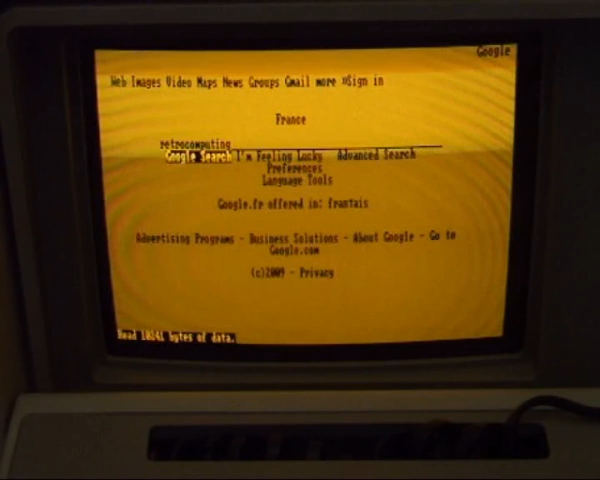 Google
Web Images Video Maps News Groups Gmail more »Sign in
France
retrocomputing
Google Search I'm Feeling Lucky Advanced Search
Preferences
Language Tools
Google.fr offered in: frantais
Advertising Programs - Business Solutions - About Google - Go to
Google.com
(c)2009 - Privacy
Read 10541 bytes of data.